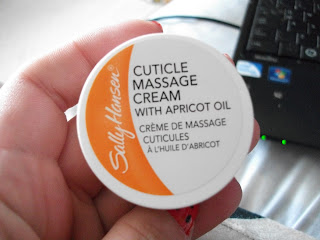 Sally Hansen®
CUTICLE
MASSAGE
CREAM
WITH APRICOT OIL
CRÈME DE MASSAGE
CUTICULES
À L'HUILE D'ABRICOT